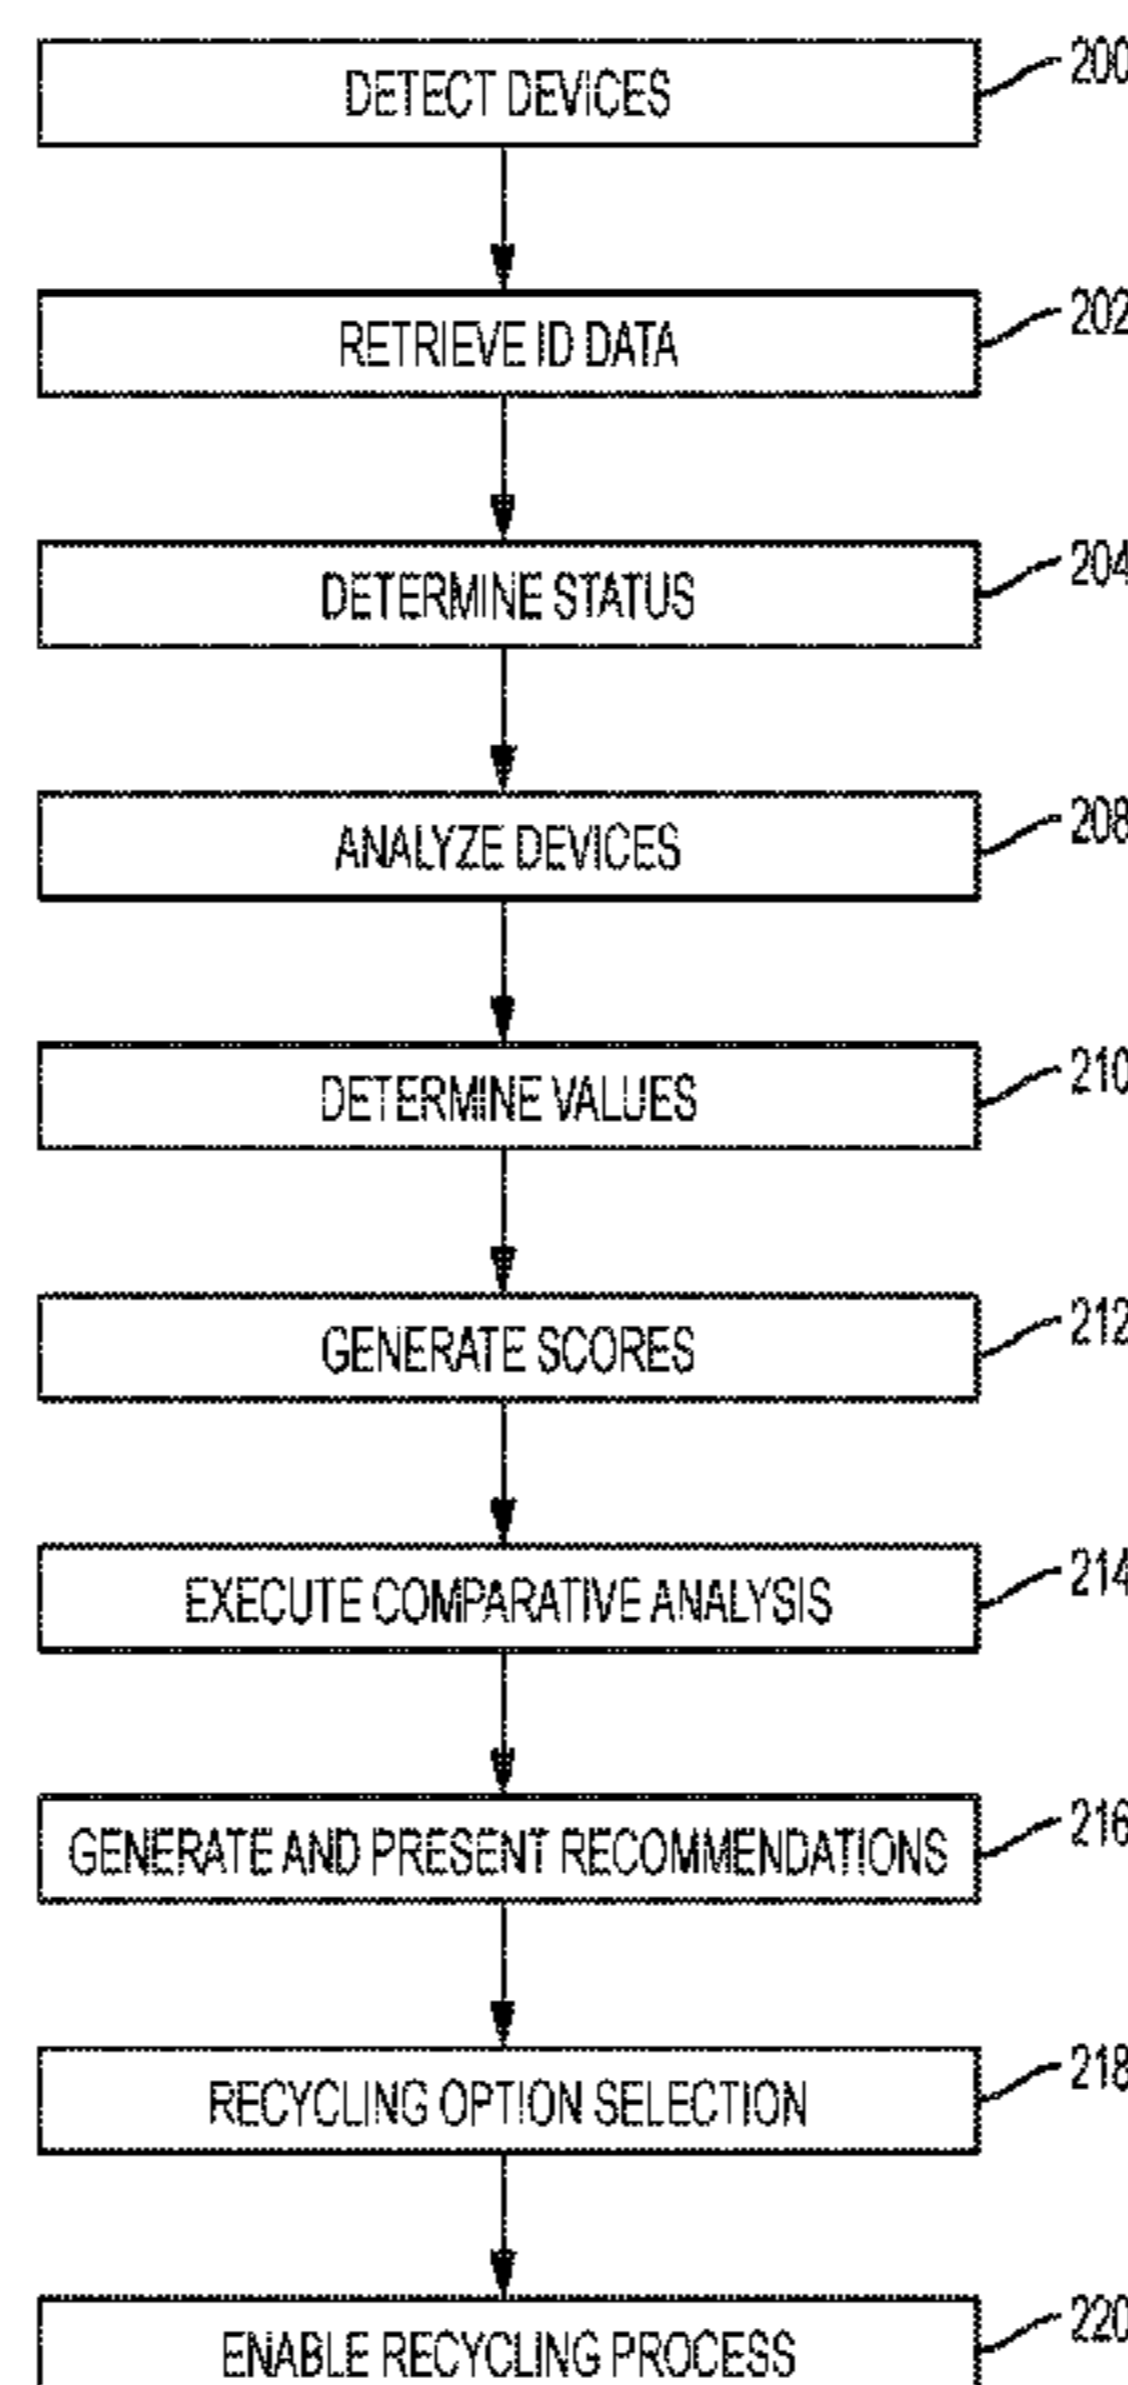 DETECT DEVICES 200
RETRIEVE ID DATA 202
DETERMINE STATUS 204
ANALYZE DEVICES 208
DETERMINE VALUES 210
GENERATE SCORES 212
EXECUTE COMPARATIVE ANALYSIS 214
GENERATE AND PRESENT RECOMMENDATIONS 216
RECYCLING OPTION SELECTION 218
ENABLE RECYCLING PROCESS 220